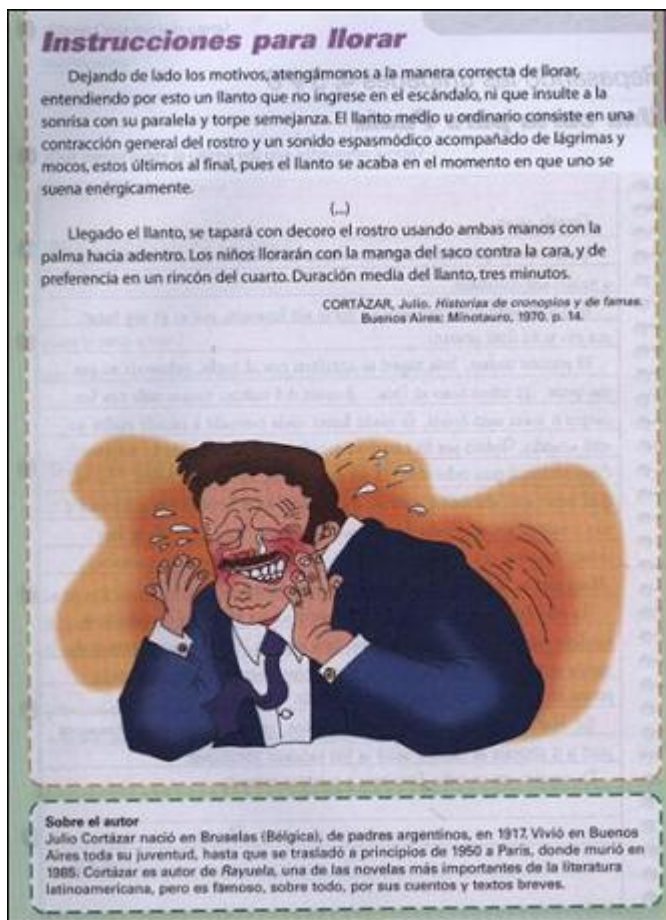 Instrucciones para llorar
Dejando de lado los motivos, atengámonos a la manera correcta de llorar,
entendiendo por esto un llanto que no ingrese en el escándalo, ni que insulte a la
sonrisa con su paralela y torpe semejanza. El llanto medio u ordinario consiste en una
contracción general del rostro y un sonido espasmódico acompañado de lágrimas y
mocos, estos últimos al final, pues el llanto se acaba en el momento en que uno se
suena enérgicamente.
(...)
Llegado el llanto, se tapará con decoro el rostro usando ambas manos con la
palma hacia adentro. Los niños llorarán con la manga del saco contra la cara, y de
preferencia en un rincón del cuarto. Duración media del llanto, tres minutos.
CORTÁZAR, Julio. Historias de cronopios y de famas.
Buenos Aires: Minotauro, 1970. p. 14.
Sobre el autor
Julio Cortázar nació en Bruselas (Bélgica), de padres argentinos, en 1917. Vivió en Buenos
Aires toda su juventud, hasta que se trasladó a principios de 1950 a París, donde murió en
1985. Cortázar es autor de Rayuela, una de las novelas más importantes de la literatura
latinoamericana, pero es famoso, sobre todo, por sus cuentos y textos breves.